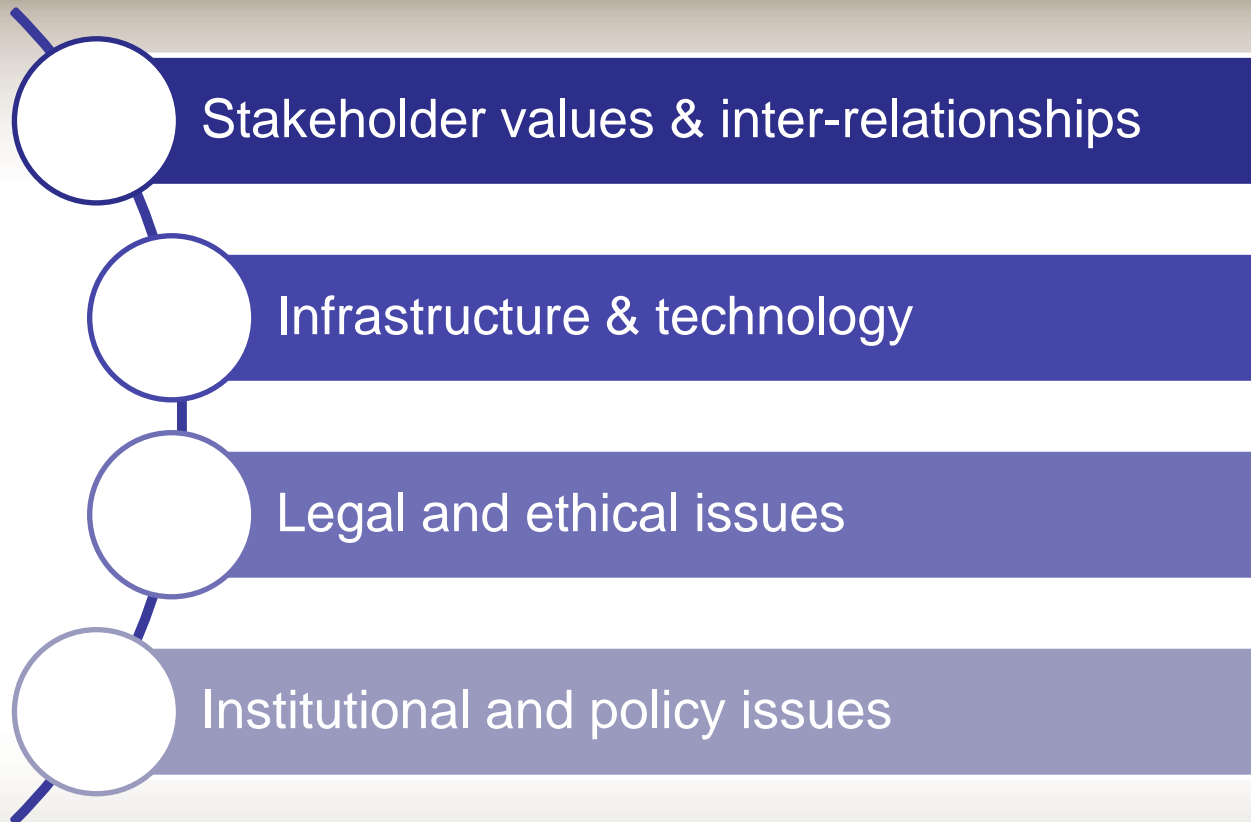 Stakeholder values & inter-relationships
Infrastructure & technology
Legal and ethical issues
Institutional and policy issues